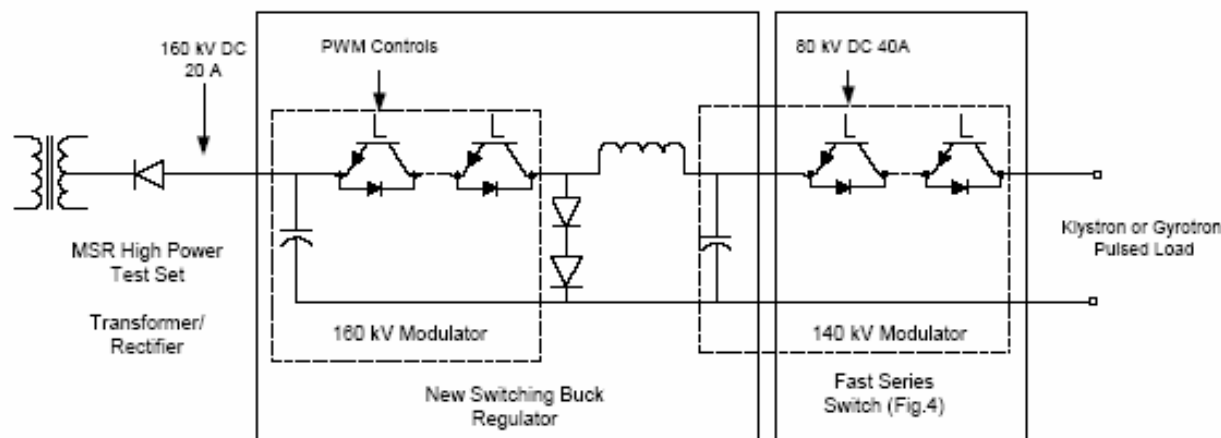 160 kV DC
20 A
PWM Controls
80 kV DC 40A
MSR High Power
Test Set
Transformer/
Rectifier
160 kV Modulator
New Switching Buck
Regulator
140 kV Modulator
Fast Series
Switch (Fig.4)
Klystron or Gyrotron
Pulsed Load